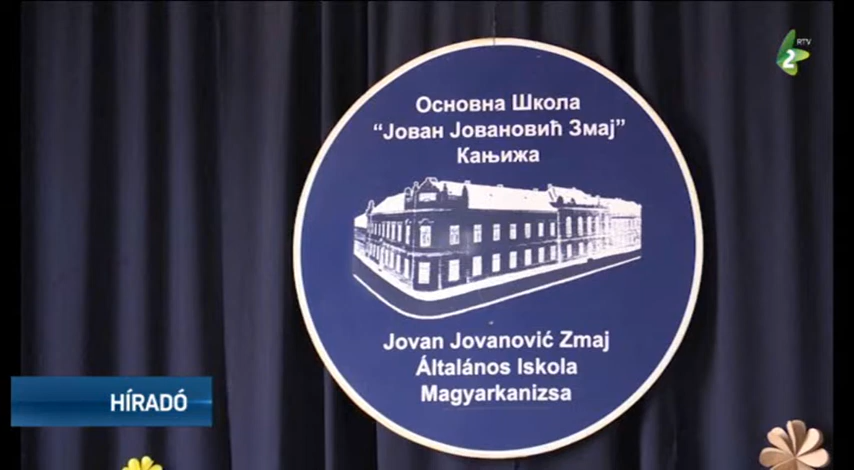 RTV
2
Основна Школа
“Јован Јовановић Змај”
Кањижа
Jovan Jovanović Zmaj
Általános Iskola
Magyarkanizsa
HÍRADÓ